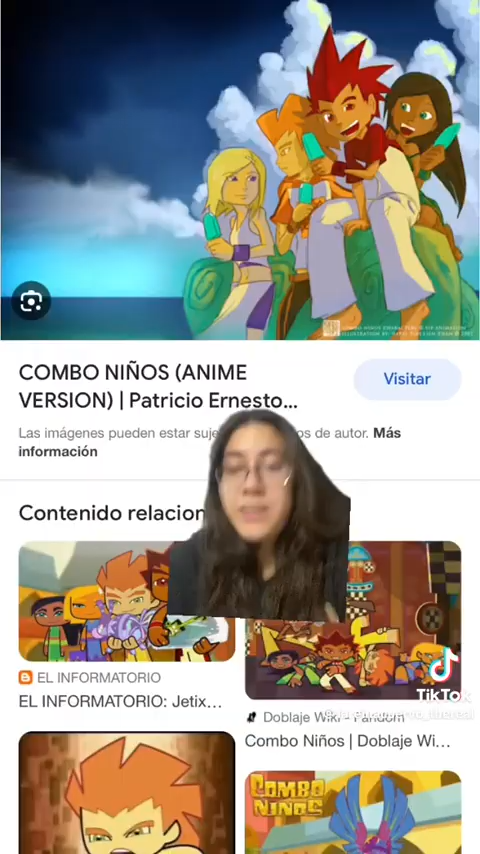 COMBO NIÑOS (ANIME
VERSION) | Patricio Ernesto...
Visitar
Las imágenes pueden estar suje os de autor. Más
información
Contenido relacion
EL INFORMATORIO
EL INFORMATORIO: Jetix...
Doblaje Wiki - Fandom
Combo Niños | Doblaje Wi...
TikTok
COMBO
NIÑOS